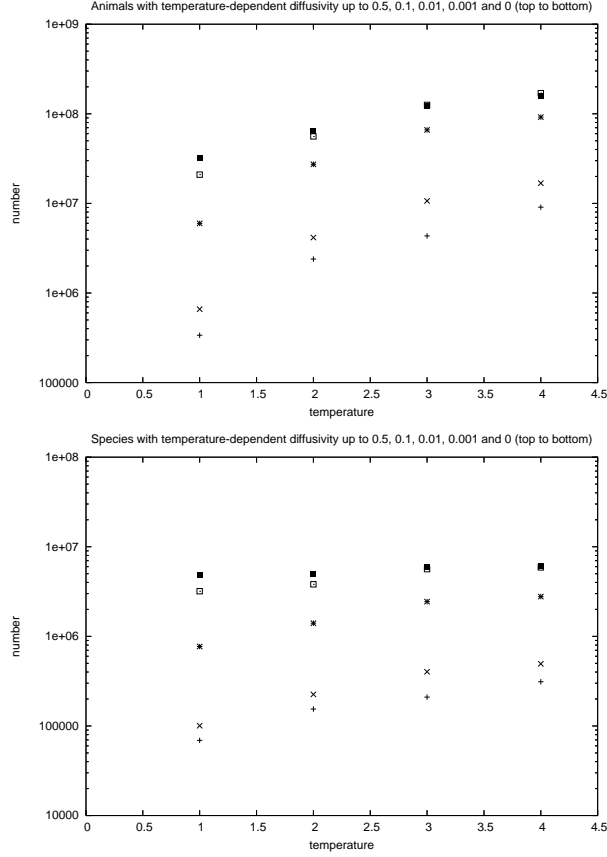 Animals with temperature-dependent diffusivity up to 0.5, 0.1, 0.01, 0.001 and 0 (top to bottom)
1e+09
1e+08
1e+07
1e+06
100000
number
0 0.5 1 1.5 2 2.5 3 3.5 4 4.5
temperature
Species with temperature-dependent diffusivity up to 0.5, 0.1, 0.01, 0.001 and 0 (top to bottom)
1e+08
1e+07
1e+06
100000
10000
number
0 0.5 1 1.5 2 2.5 3 3.5 4 4.5
temperature